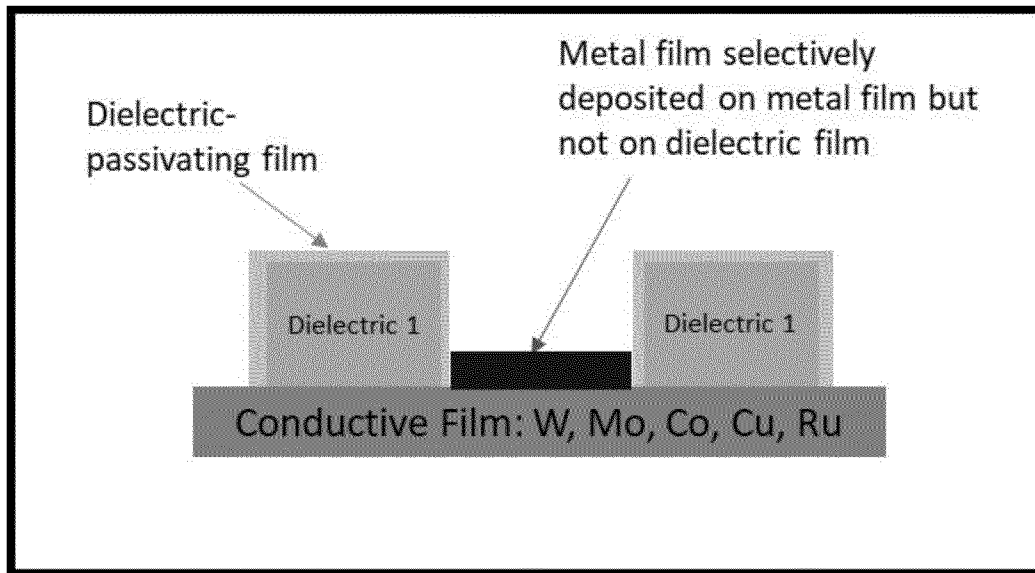 Metal film selectively
deposited on metal film but
not on dielectric film
Dielectric-
passivating film
Dielectric 1
Dielectric 1
Conductive Film: W, Mo, Co, Cu, Ru